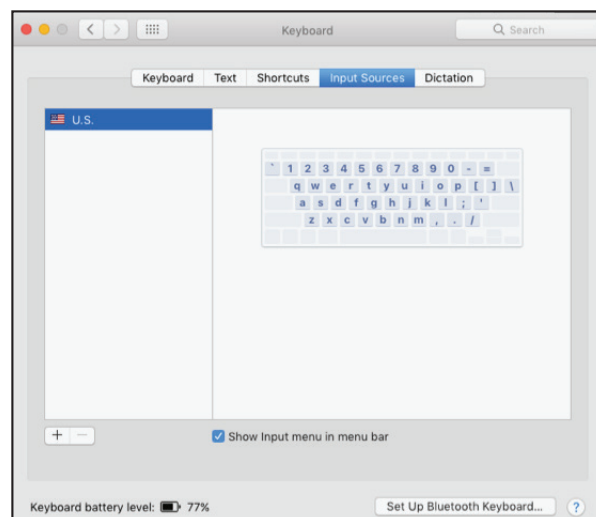 Keyboard
Search
Keyboard Text Shortcuts Input Sources Dictation
U.S.
` 1 2 3 4 5 6 7 8 9 0 - =
q w e r t y u i o p [ ] \
a s d f g h j k l ; '
z x c v b n m , . /
+ −
Show Input menu in menu bar
Keyboard battery level: 77%
Set Up Bluetooth Keyboard... ?